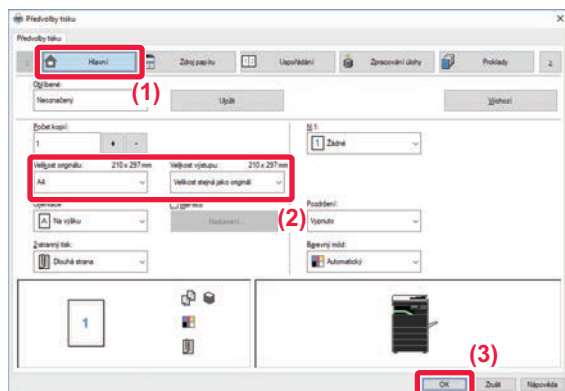 Předvolby tisku
Předvolby tisku
Hlavní
Zdroj papíru
Uspořádání
Zpracování úlohy
Proklady
(1)
Oblíbené:
Neoznačený
Uložit
Výchozí
Počet kopií:
1
+ -
N-1:
1 Žádné
Velikost originálu: 210 x 297 mm
Velikost výstupu: 210 x 297 mm
A4
Velikost stejná jako originál
(2)
Orientace:
Na výšku
Nastavení...
Pozdržení:
Vypnuto
2stranný tisk:
Dlouhá strana
Barevný mód:
Automatický
1
(3)
OK
Zrušit
Nápověda